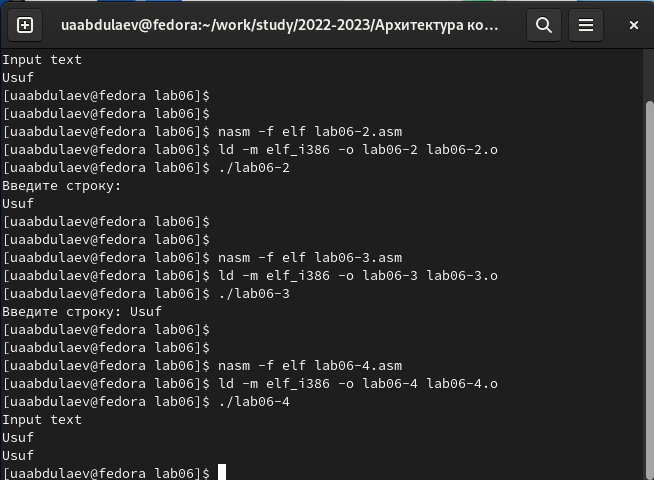 uaabdulaev@fedora:~/work/study/2022-2023/Архитектура ко...
Input text
Usuf
[uaabdulaev@fedora lab06]$
[uaabdulaev@fedora lab06]$
[uaabdulaev@fedora lab06]$ nasm -f elf lab06-2.asm
[uaabdulaev@fedora lab06]$ ld -m elf_i386 -o lab06-2 lab06-2.o
[uaabdulaev@fedora lab06]$ ./lab06-2
Введите строку:
Usuf
[uaabdulaev@fedora lab06]$
[uaabdulaev@fedora lab06]$
[uaabdulaev@fedora lab06]$ nasm -f elf lab06-3.asm
[uaabdulaev@fedora lab06]$ ld -m elf_i386 -o lab06-3 lab06-3.o
[uaabdulaev@fedora lab06]$ ./lab06-3
Введите строку: Usuf
[uaabdulaev@fedora lab06]$
[uaabdulaev@fedora lab06]$
[uaabdulaev@fedora lab06]$ nasm -f elf lab06-4.asm
[uaabdulaev@fedora lab06]$ ld -m elf_i386 -o lab06-4 lab06-4.o
[uaabdulaev@fedora lab06]$ ./lab06-4
Input text
Usuf
Usuf
[uaabdulaev@fedora lab06]$